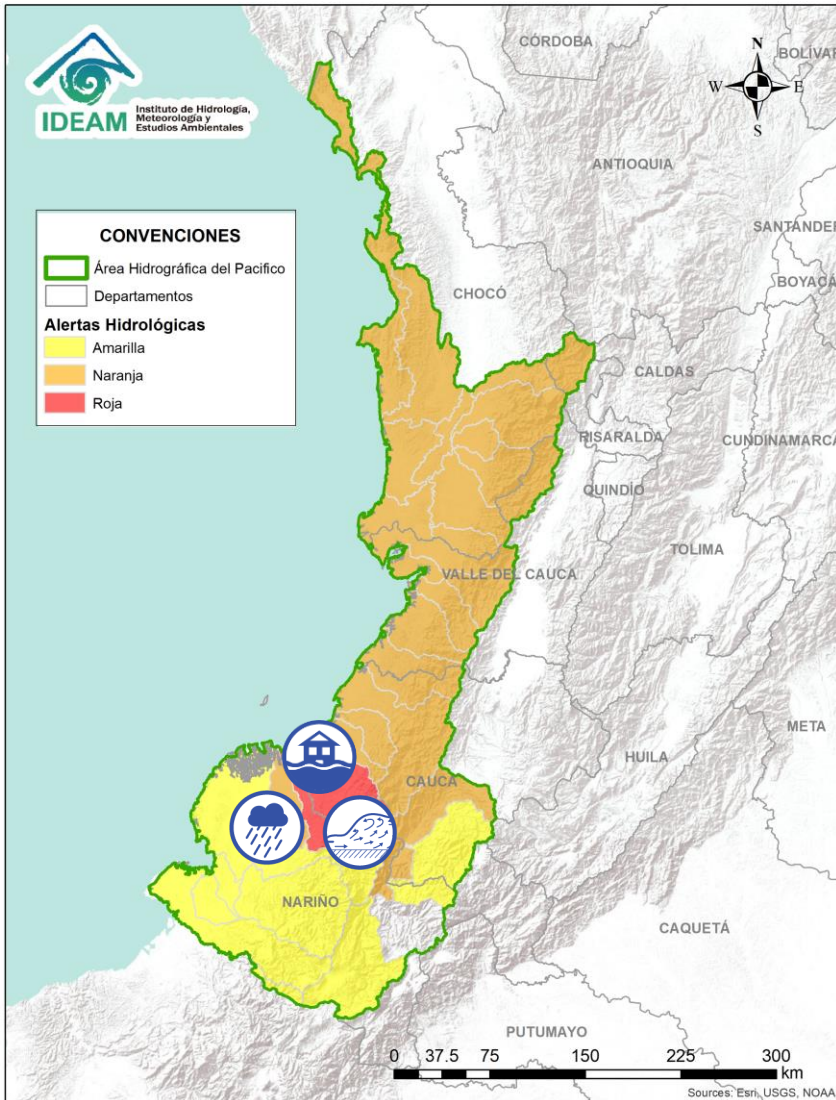 IDEAM
Instituto de Hidrología,
Meteorología y
Estudios Ambientales
CÓRDOBA
BOLÍVAR
N
W
E
S
ANTIOQUIA
SANTANDER
BOYACÁ
CONVENCIONES
Área Hidrográfica del Pacifico
Departamentos
Alertas Hidrológicas
Amarilla
Naranja
Roja
CHOCÓ
CALDAS
RISARALDA
CUNDINAMARCA
QUINDÍO
TOLIMA
VALLE DEL CAUCA
META
HUILA
CAUCA
NARIÑO
CAQUETÁ
PUTUMAYO
0 37.5 75 150 225 300
km
Sources: Esri, USGS, NOAA